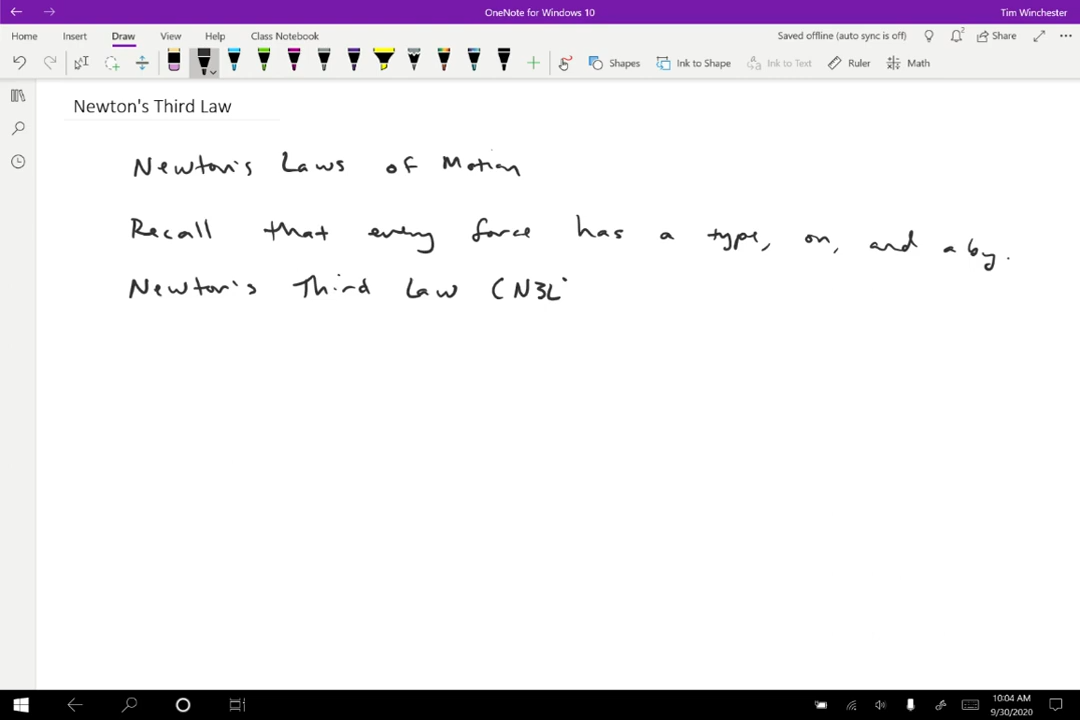 OneNote for Windows 10
Tim Winchester
Home Insert Draw View Help Class Notebook
Saved offline (auto sync is off) Share
Shapes Ink to Shape Ink to Text Ruler Math
Newton's Third Law
Newton's Laws of Motion
Recall that every force has a type, on, and a by.
Newton's Third Law (N3L
10:04 AM
9/30/2020